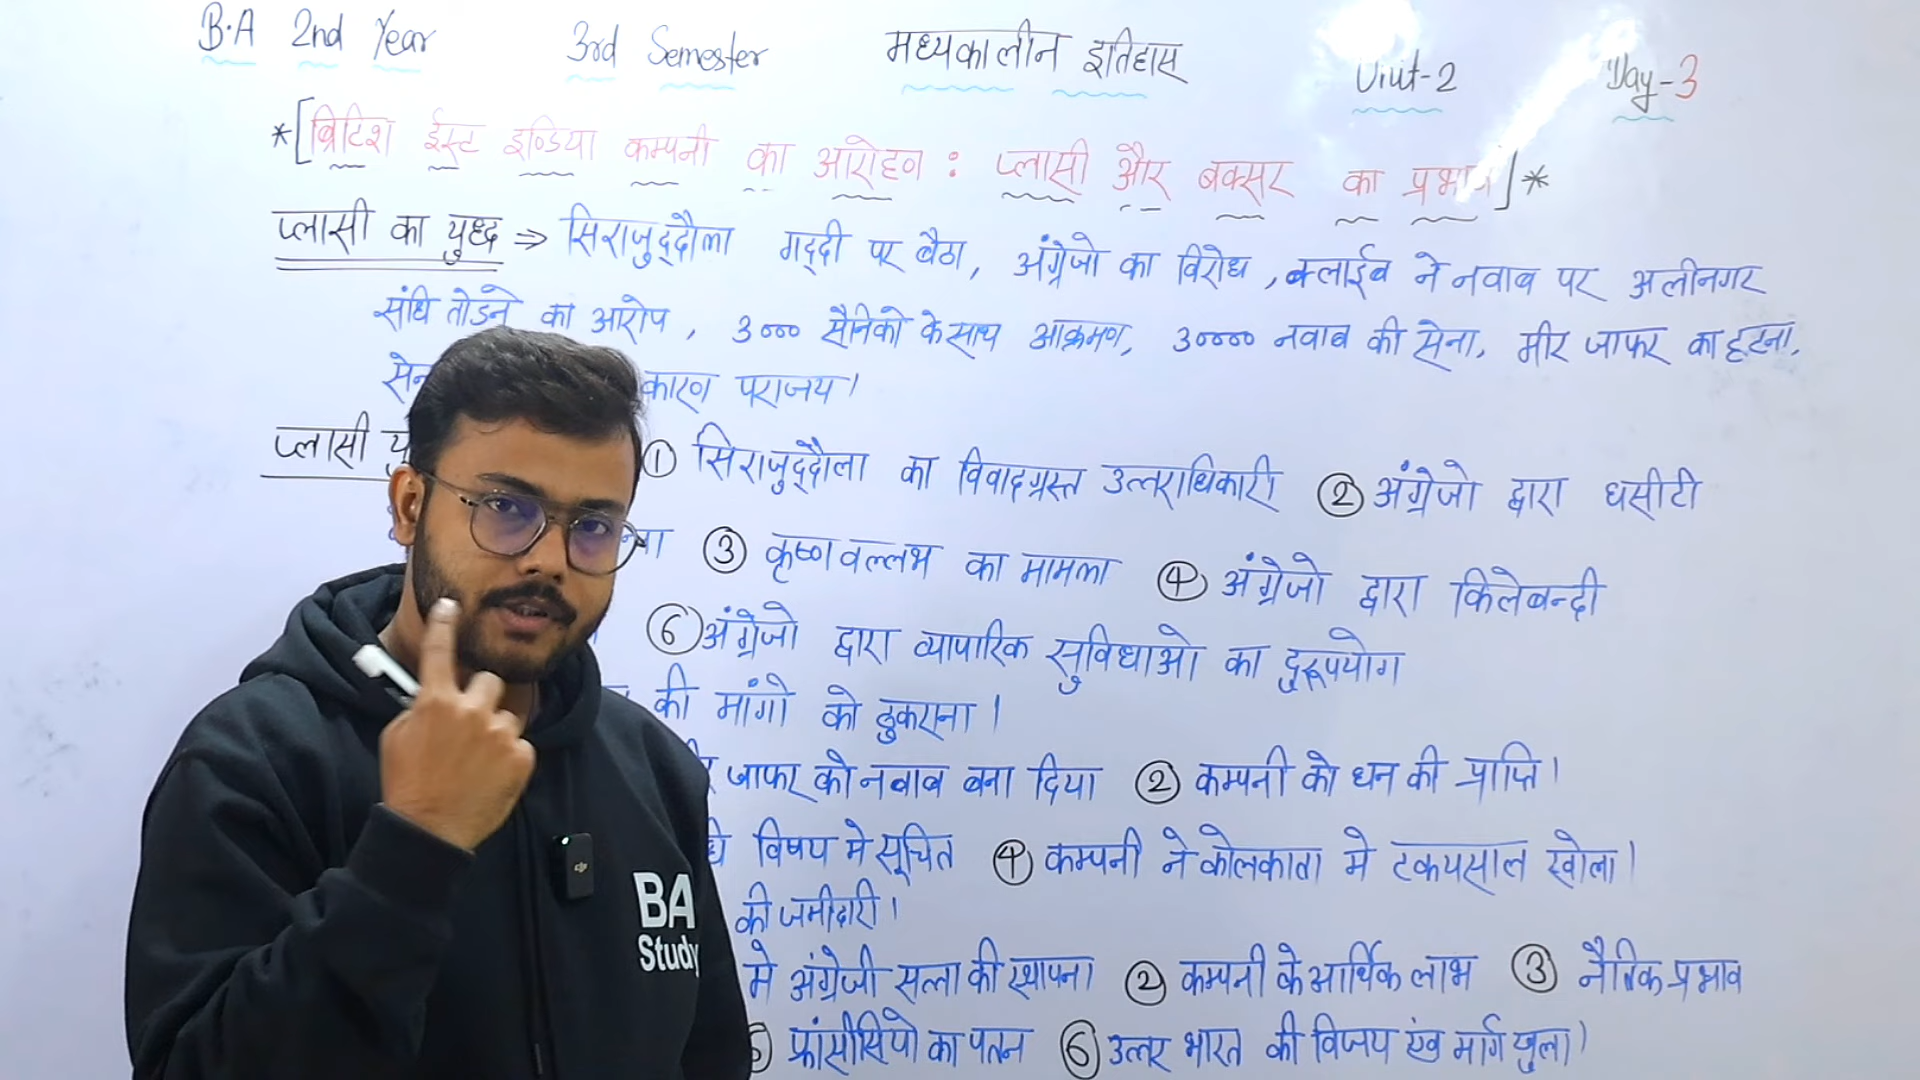 B.A 2nd Year 3rd Semester मध्यकालीन इतिहास Unit-2 Day-3
*[ब्रिटिश ईस्ट इण्डिया कम्पनी का आरोहण : प्लासी और बक्सर का प्रभाव]*
प्लासी का युद्ध ⇒ सिराजुद्दौला गद्दी पर बैठा, अंग्रेजो का विरोध, क्लाईव ने नवाब पर अलीनगर
संधि तोडने का आरोप, 3000 सैनिको के साथ आक्रमण, 30000 नवाब की सेना, मीर जाफर का हटना,
कारण पराजय।
प्लासी ① सिराजुद्दौला का विवादग्रस्त उत्तराधिकारी ② अंग्रेजो द्वारा घसीटी
③ कृष्णवल्लभ का मामला ④ अंग्रेजो द्वारा किलेबन्दी
⑥ अंग्रेजो द्वारा व्यापारिक सुविधाओ का दुरूपयोग
की मांगो को ठुकराना।
जाफर को नवाब बना दिया ② कम्पनी को धन की प्राप्ति।
विषय मे सूचित ④ कम्पनी ने कोलकाता मे टकयसाल खोला।
की जमीदारी।
मे अंग्रेजी सत्ता की स्थापना ② कम्पनी के आर्थिक लाभ ③ नैतिक प्रभाव
⑤ फ्रांसीसियो का पतन ⑥ उत्तर भारत की विजय एंव मार्ग खुला।
BA
Study